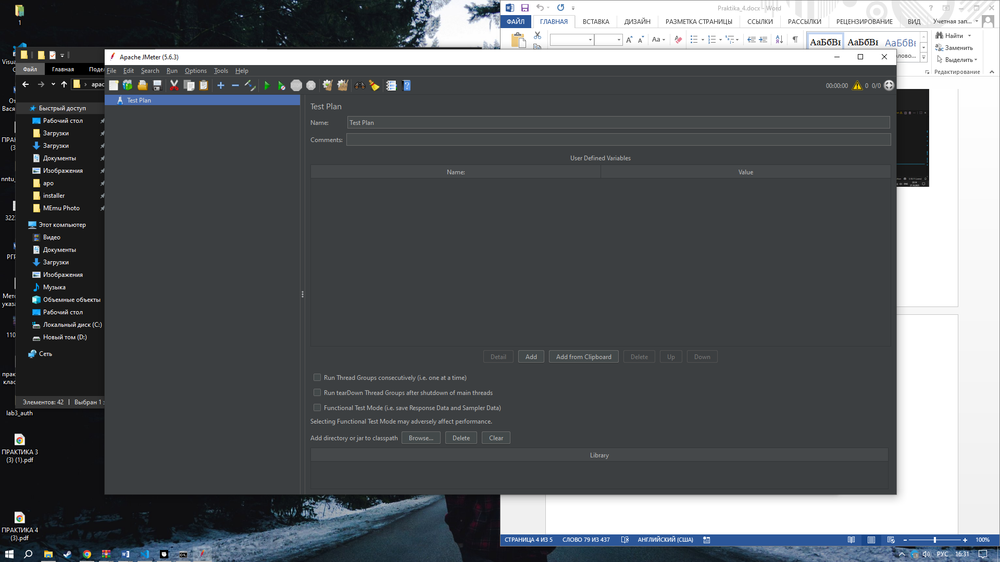 1
Praktika_4.docx - Word
ФАЙЛ
ГЛАВНАЯ
ВСТАВКА
ДИЗАЙН
РАЗМЕТКА СТРАНИЦЫ
ССЫЛКИ
РАССЫЛКИ
РЕЦЕНЗИРОВАНИЕ
ВИД
Учетная зап...
Найти
Заменить
Выделить
Редактирование
Файл
Главная
Apache JMeter (5.6.3)
File
Edit
Search
Run
Options
Tools
Help
00:00:00
0
0/0
Быстрый доступ
Рабочий стол
Загрузки
Загрузки
Документы
Изображения
apo
installer
MEmu Photo
Этот компьютер
Видео
Документы
Загрузки
Изображения
Музыка
Объемные объекты
Рабочий стол
Локальный диск (C:)
Новый том (D:)
Сеть
Элементов: 42
Выбран 1
lab3_auth
ПРАКТИКА 3
(3) (1).pdf
ПРАКТИКА 4
(3).pdf
Test Plan
Test Plan
Name:
Test Plan
Comments:
User Defined Variables
Name:
Value
Detail
Add
Add from Clipboard
Delete
Up
Down
Run Thread Groups consecutively (i.e. one at a time)
Run tearDown Thread Groups after shutdown of main threads
Functional Test Mode (i.e. save Response Data and Sampler Data)
Selecting Functional Test Mode may adversely affect performance.
Add directory or jar to classpath
Browse...
Delete
Clear
Library
СТРАНИЦА 4 ИЗ 5
СЛОВО 79 ИЗ 437
АНГЛИЙСКИЙ (США)
100%
РУС
16:31